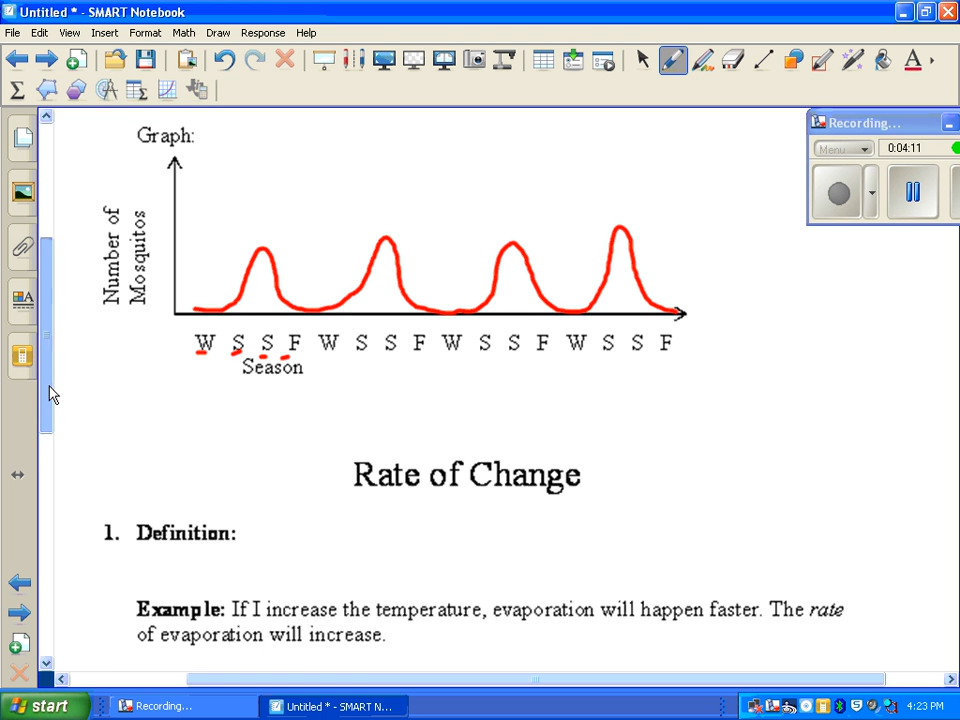 Untitled * - SMART Notebook
File Edit View Insert Format Math Draw Response Help
Recording...
Menu
0:04:11
Graph:
Number of
Mosquitos
W S S F W S S F W S S F W S S F
Season
Rate of Change
1. Definition:
Example: If I increase the temperature, evaporation will happen faster. The rate
of evaporation will increase.
start
Recording...
Untitled * - SMART N...
4:23 PM